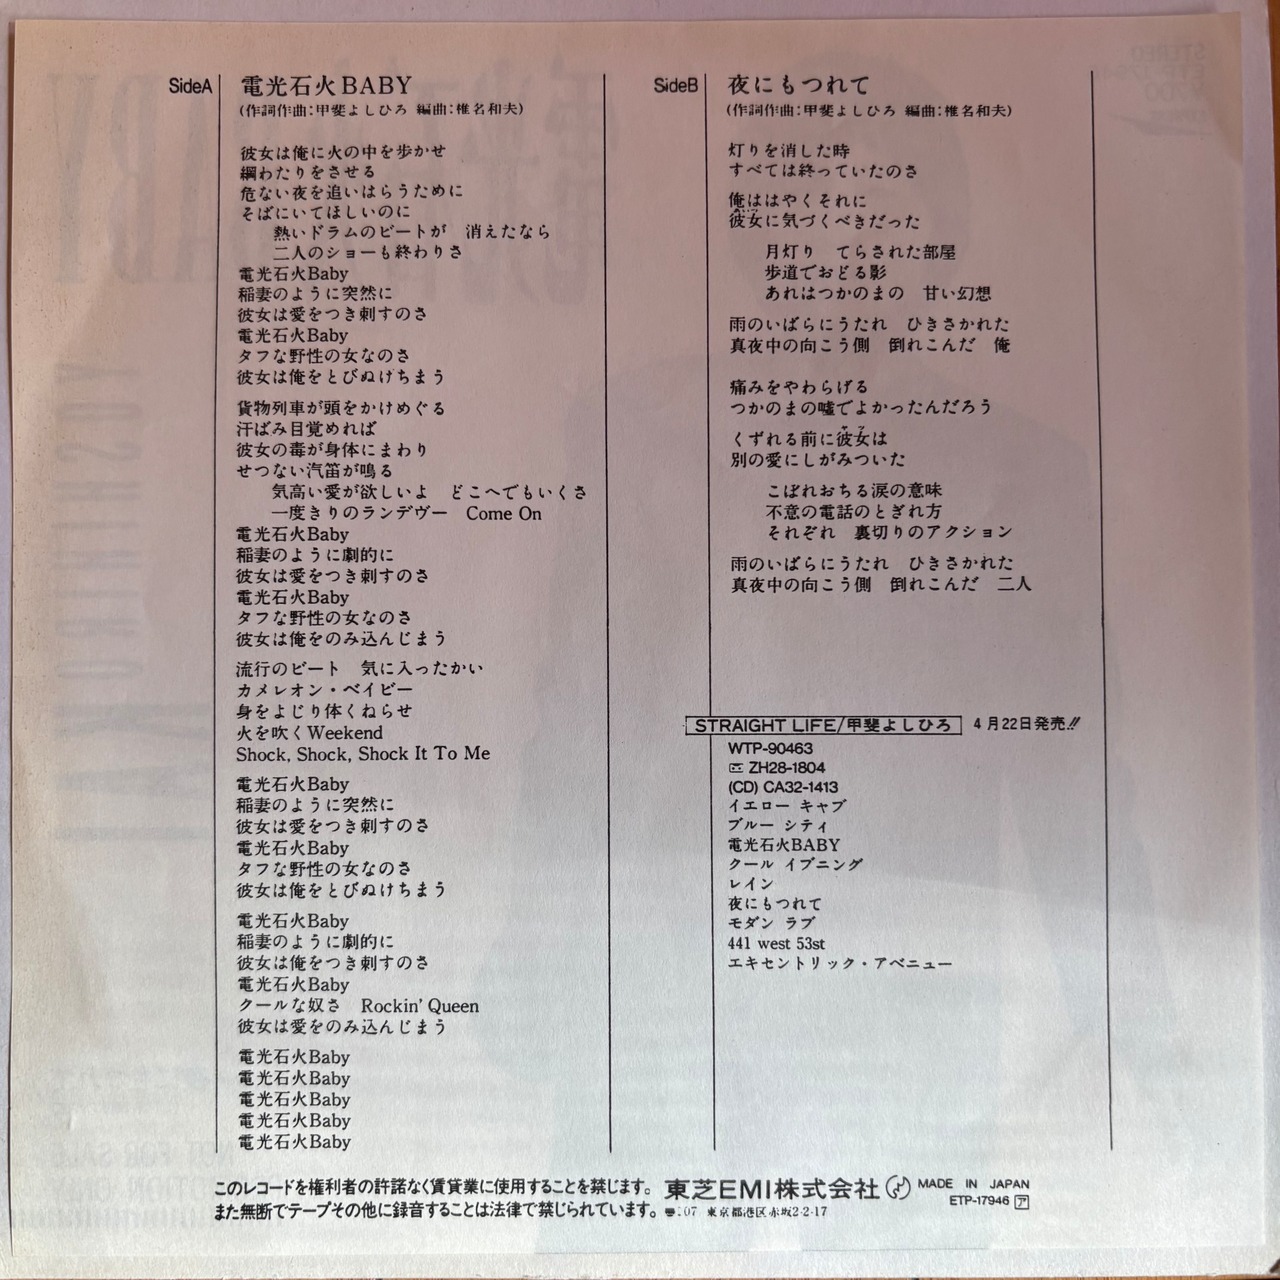 SideA
電光石火BABY
(作詞作曲:甲斐よしひろ 編曲:椎名和夫)
彼女は俺に火の中を歩かせ
綱わたりをさせる
危ない夜を追いはらうために
そばにいてほしいのに
熱いドラムのビートが 消えたなら
二人のショーも終わりさ
電光石火Baby
稲妻のように突然に
彼女は愛をつき刺すのさ
電光石火Baby
タフな野性の女なのさ
彼女は俺をとびぬけちまう
貨物列車が頭をかけめぐる
汗ばみ目覚めれば
彼女の毒が身体にまわり
せつない汽笛が鳴る
気高い愛が欲しいよ どこへでもいくさ
一度きりのランデヴー Come On
電光石火Baby
稲妻のように劇的に
彼女は愛をつき刺すのさ
電光石火Baby
タフな野性の女なのさ
彼女は俺をのみ込んじまう
流行のビート 気に入ったかい
カメレオン・ベイビー
身をよじり体くねらせ
火を吹くWeekend
Shock, Shock, Shock It To Me
電光石火Baby
稲妻のように突然に
彼女は愛をつき刺すのさ
電光石火Baby
タフな野性の女なのさ
彼女は俺をとびぬけちまう
電光石火Baby
稲妻のように劇的に
彼女は俺をつき刺すのさ
電光石火Baby
クールな奴さ Rockin' Queen
彼女は愛をのみ込んじまう
電光石火Baby
電光石火Baby
電光石火Baby
電光石火Baby
電光石火Baby
SideB
夜にもつれて
(作詞作曲:甲斐よしひろ 編曲:椎名和夫)
灯りを消した時
すべては終っていたのさ
俺ははやくそれに
彼女に気づくべきだった
月灯り てらされた部屋
歩道でおどる影
あれはつかのまの 甘い幻想
雨のいばらにうたれ ひきさかれた
真夜中の向こう側 倒れこんだ 俺
痛みをやわらげる
つかのまの嘘でよかったんだろう
くずれる前に彼女は
別の愛にしがみついた
こぼれおちる涙の意味
不意の電話のとぎれ方
それぞれ 裏切りのアクション
雨のいばらにうたれ ひきさかれた
真夜中の向こう側 倒れこんだ 二人
STRAIGHT LIFE/甲斐よしひろ 4月22日発売!!
WTP-90463
ZH28-1804
(CD) CA32-1413
イエロー キャブ
ブルー シティ
電光石火BABY
クール イブニング
レイン
夜にもつれて
モダン ラブ
441 west 53st
エキセントリック・アベニュー
このレコードを権利者の許諾なく賃貸業に使用することを禁じます。
また無断でテープその他に録音することは法律で禁じられています。
東芝EMI株式会社
〒107 東京都港区赤坂2-2-17
MADE IN JAPAN
ETP-17946 ア